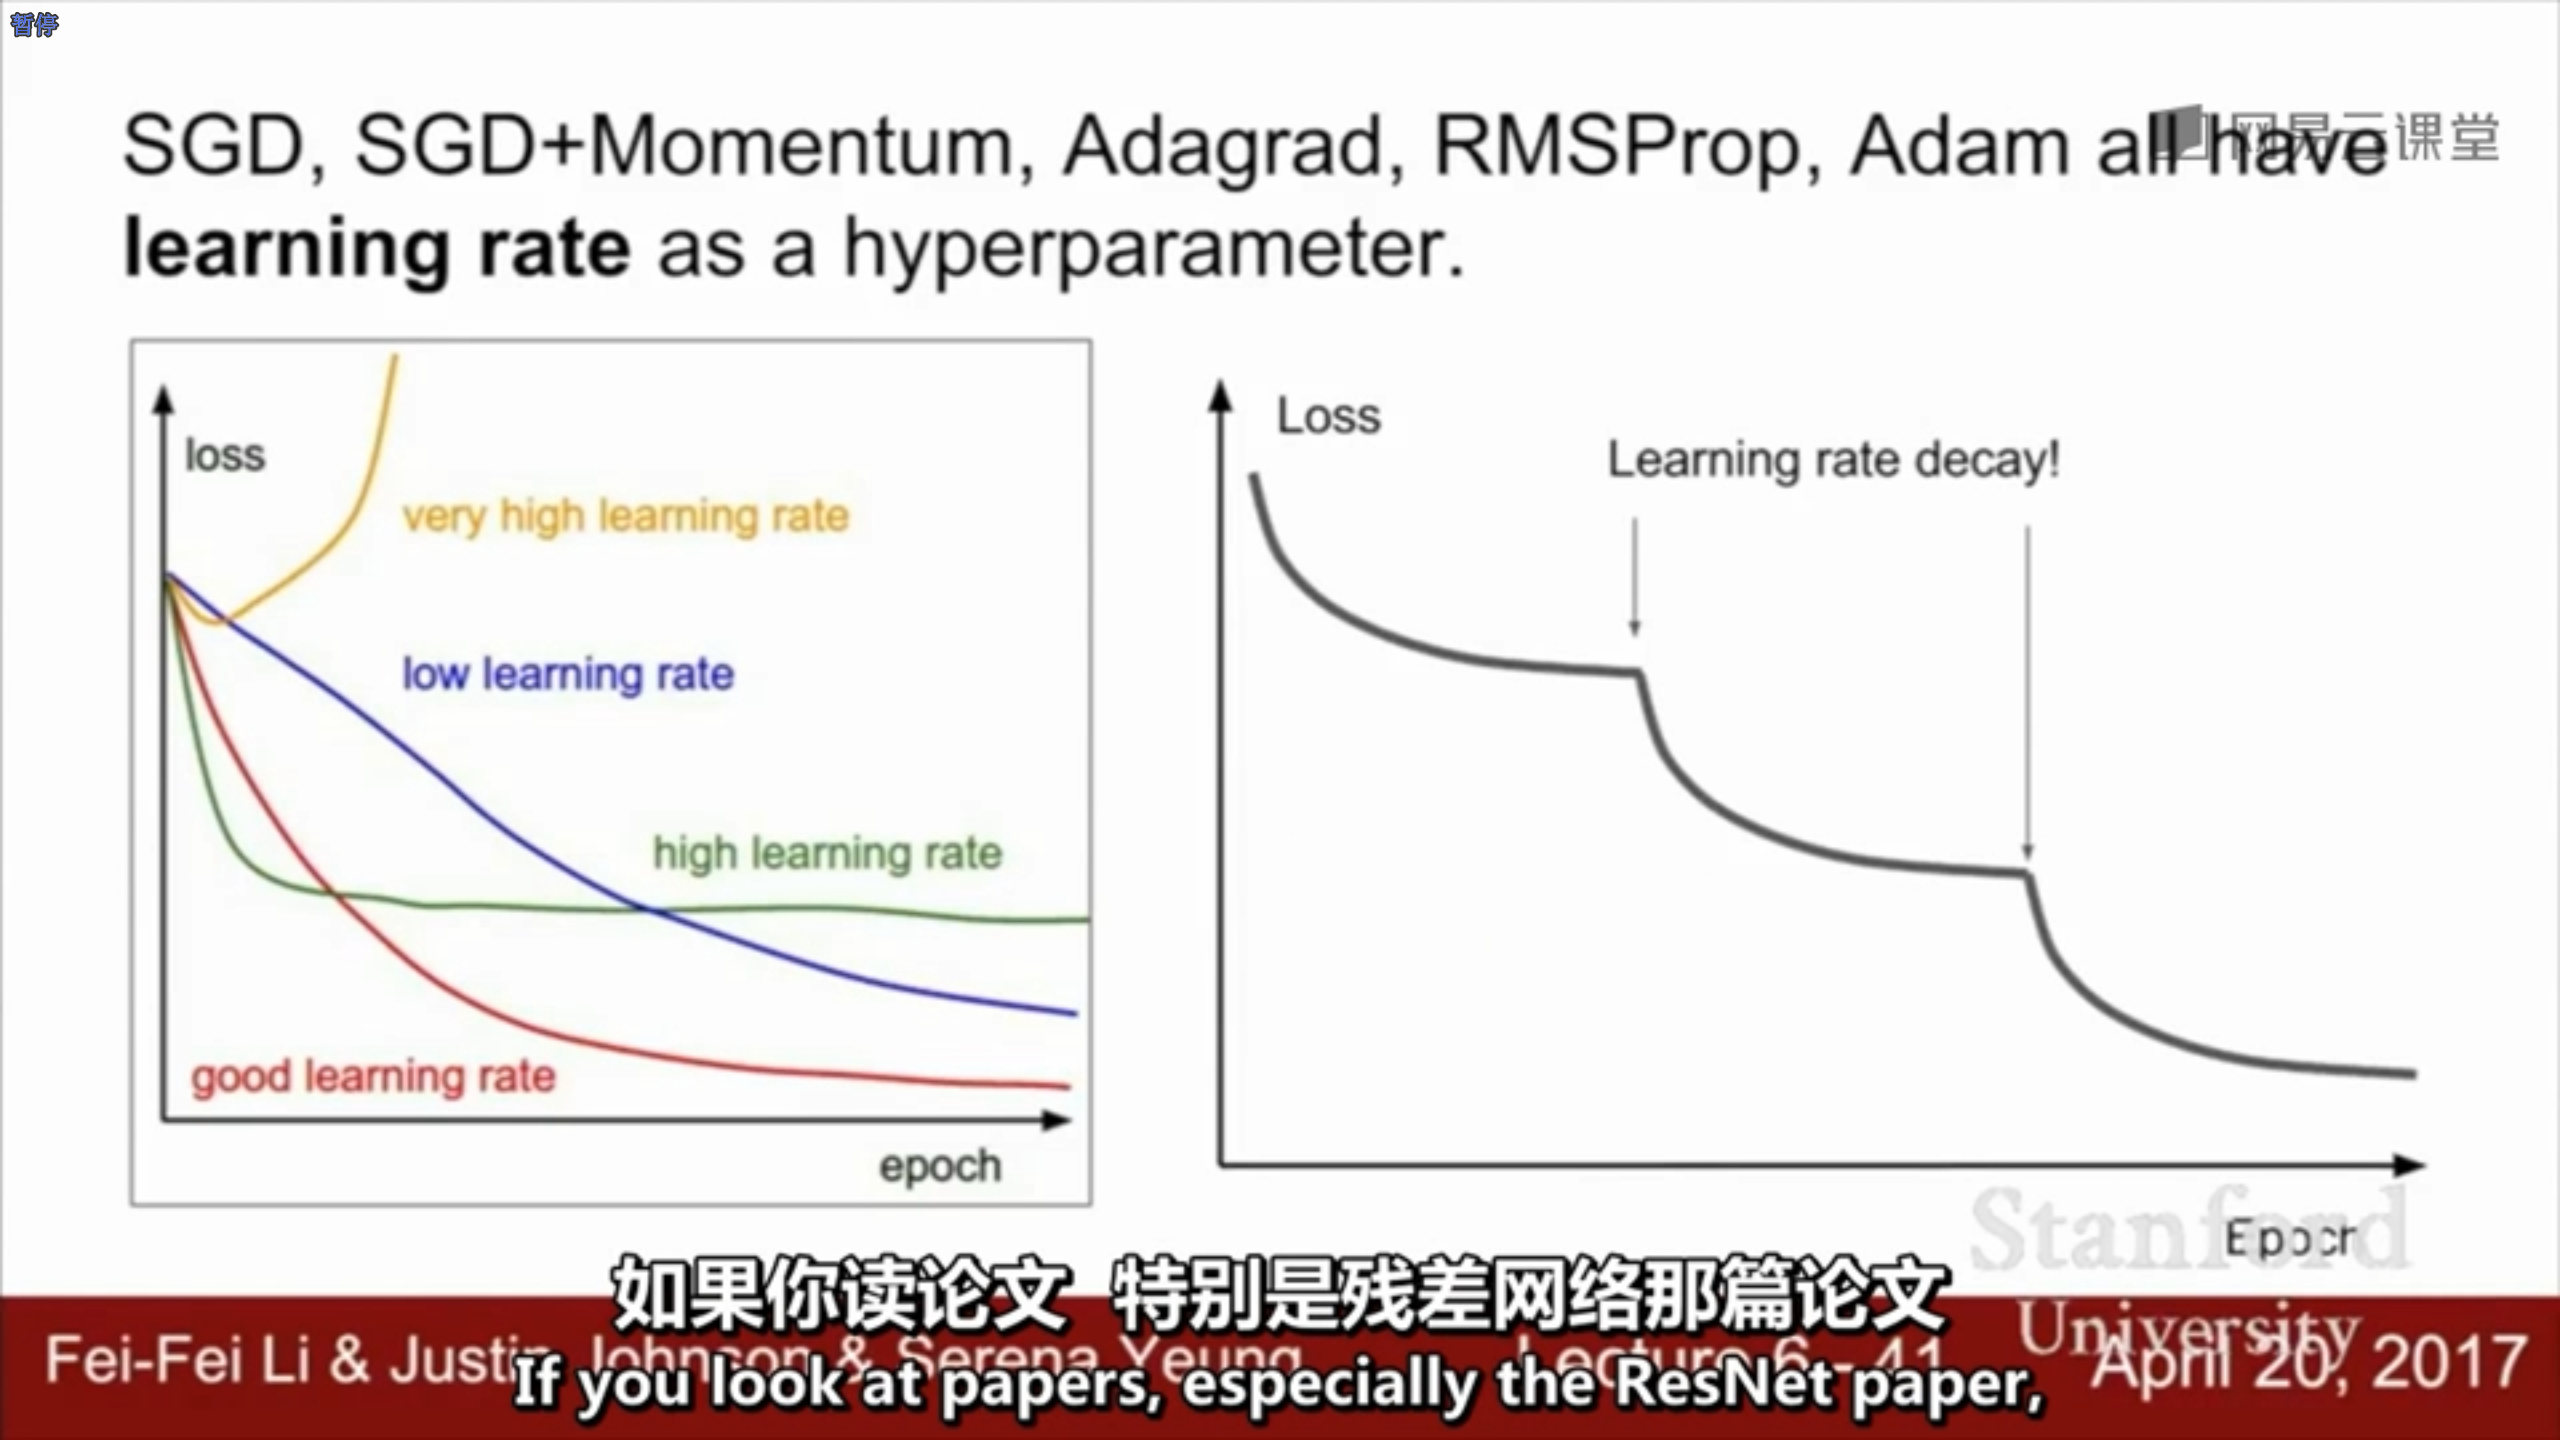 暂停
SGD, SGD+Momentum, Adagrad, RMSProp, Adam all have
网易云课堂
learning rate as a hyperparameter.
loss
very high learning rate
low learning rate
high learning rate
good learning rate
epoch
Loss
Learning rate decay!
Epoch
Stanford
University
如果你读论文 特别是残差网络那篇论文
Fei-Fei Li & Justin Johnson & Serena Yeung
Lecture 6 - 41
April 20, 2017
If you look at papers, especially the ResNet paper,